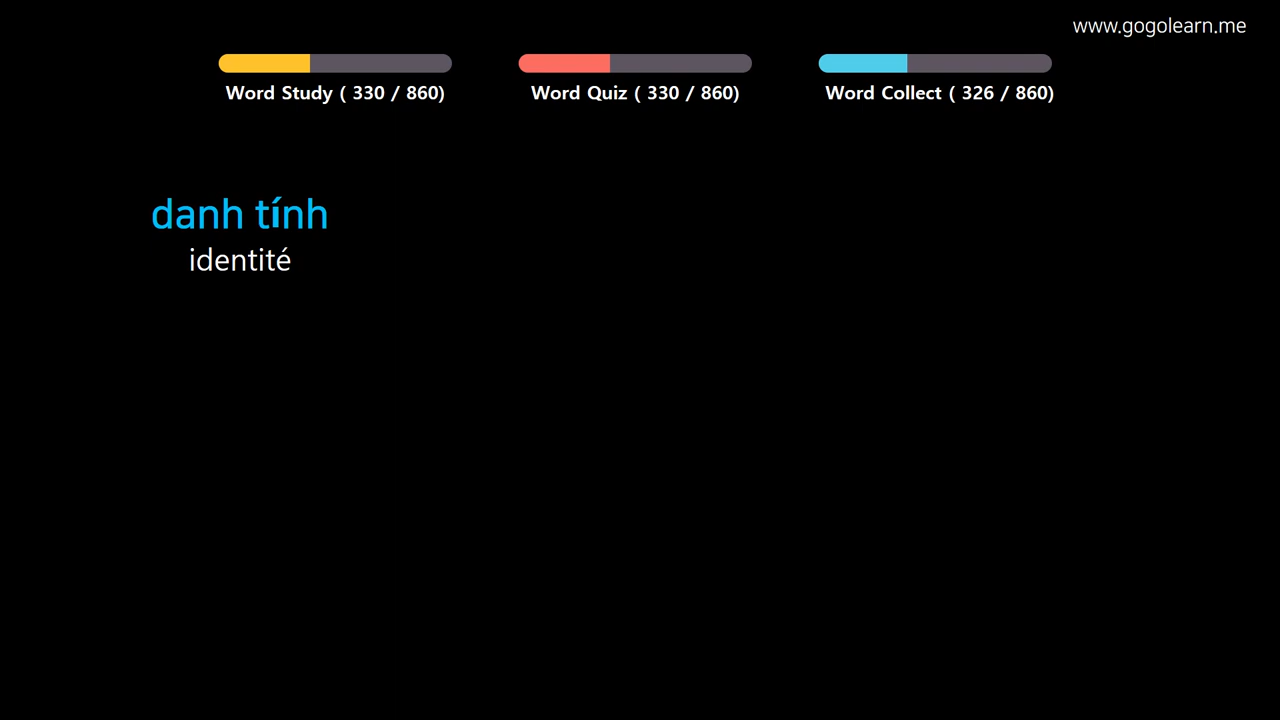 www.gogolearn.me
Word Study ( 330 / 860)
Word Quiz ( 330 / 860)
Word Collect ( 326 / 860)
danh tính
identité